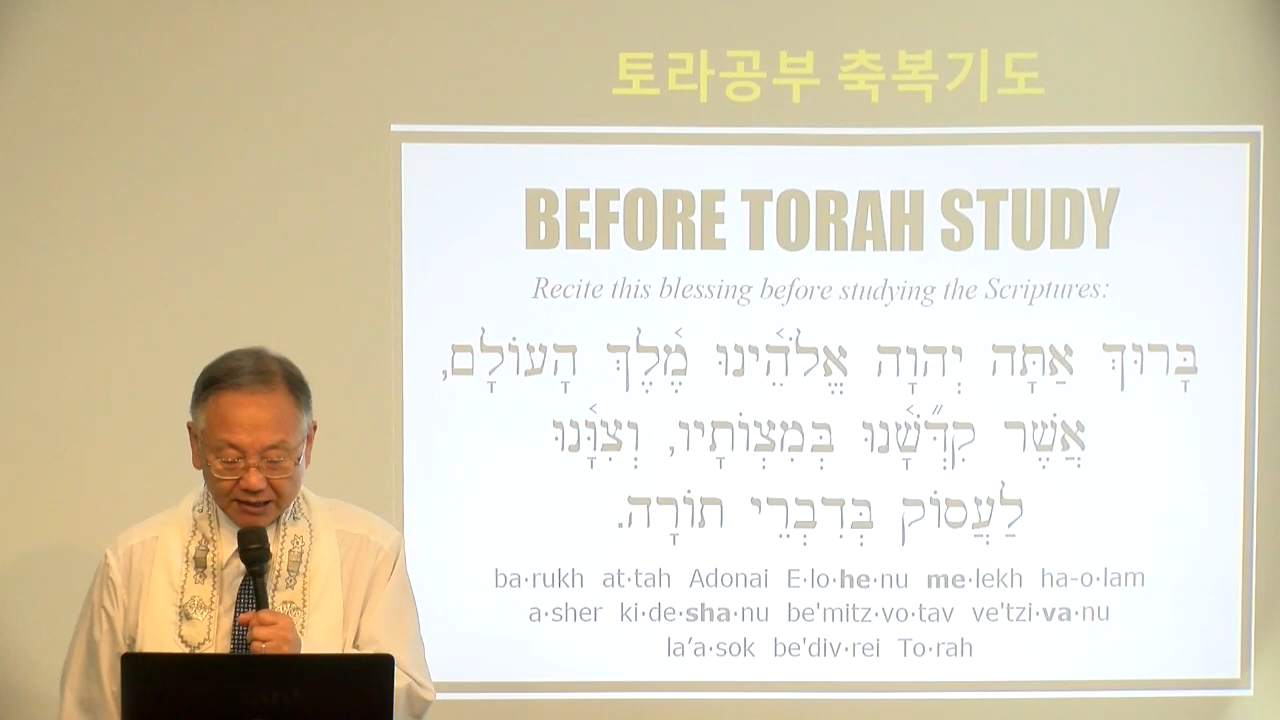 토라공부 축복기도
BEFORE TORAH STUDY
Recite this blessing before studying the Scriptures:
בָּרוּךְ אַתָּה יְהוָה אֱלֹהֵ֫ינוּ מֶ֫לֶךְ הָעוֹלָם,
אֲשֶׁר קִדְּשָׁ֫נוּ בְּמִצְוֹתָיו, וְצִוָּ֫נוּ
לַעֲסוֹק בְּדִבְרֵי תוֹרָה.
ba·rukh at·tah Adonai E·lo·he·nu me·lekh ha-o·lam
a·sher ki·de·sha·nu be'mitz·vo·tav ve'tzi·va·nu
la'a·sok be'div·rei To·rah